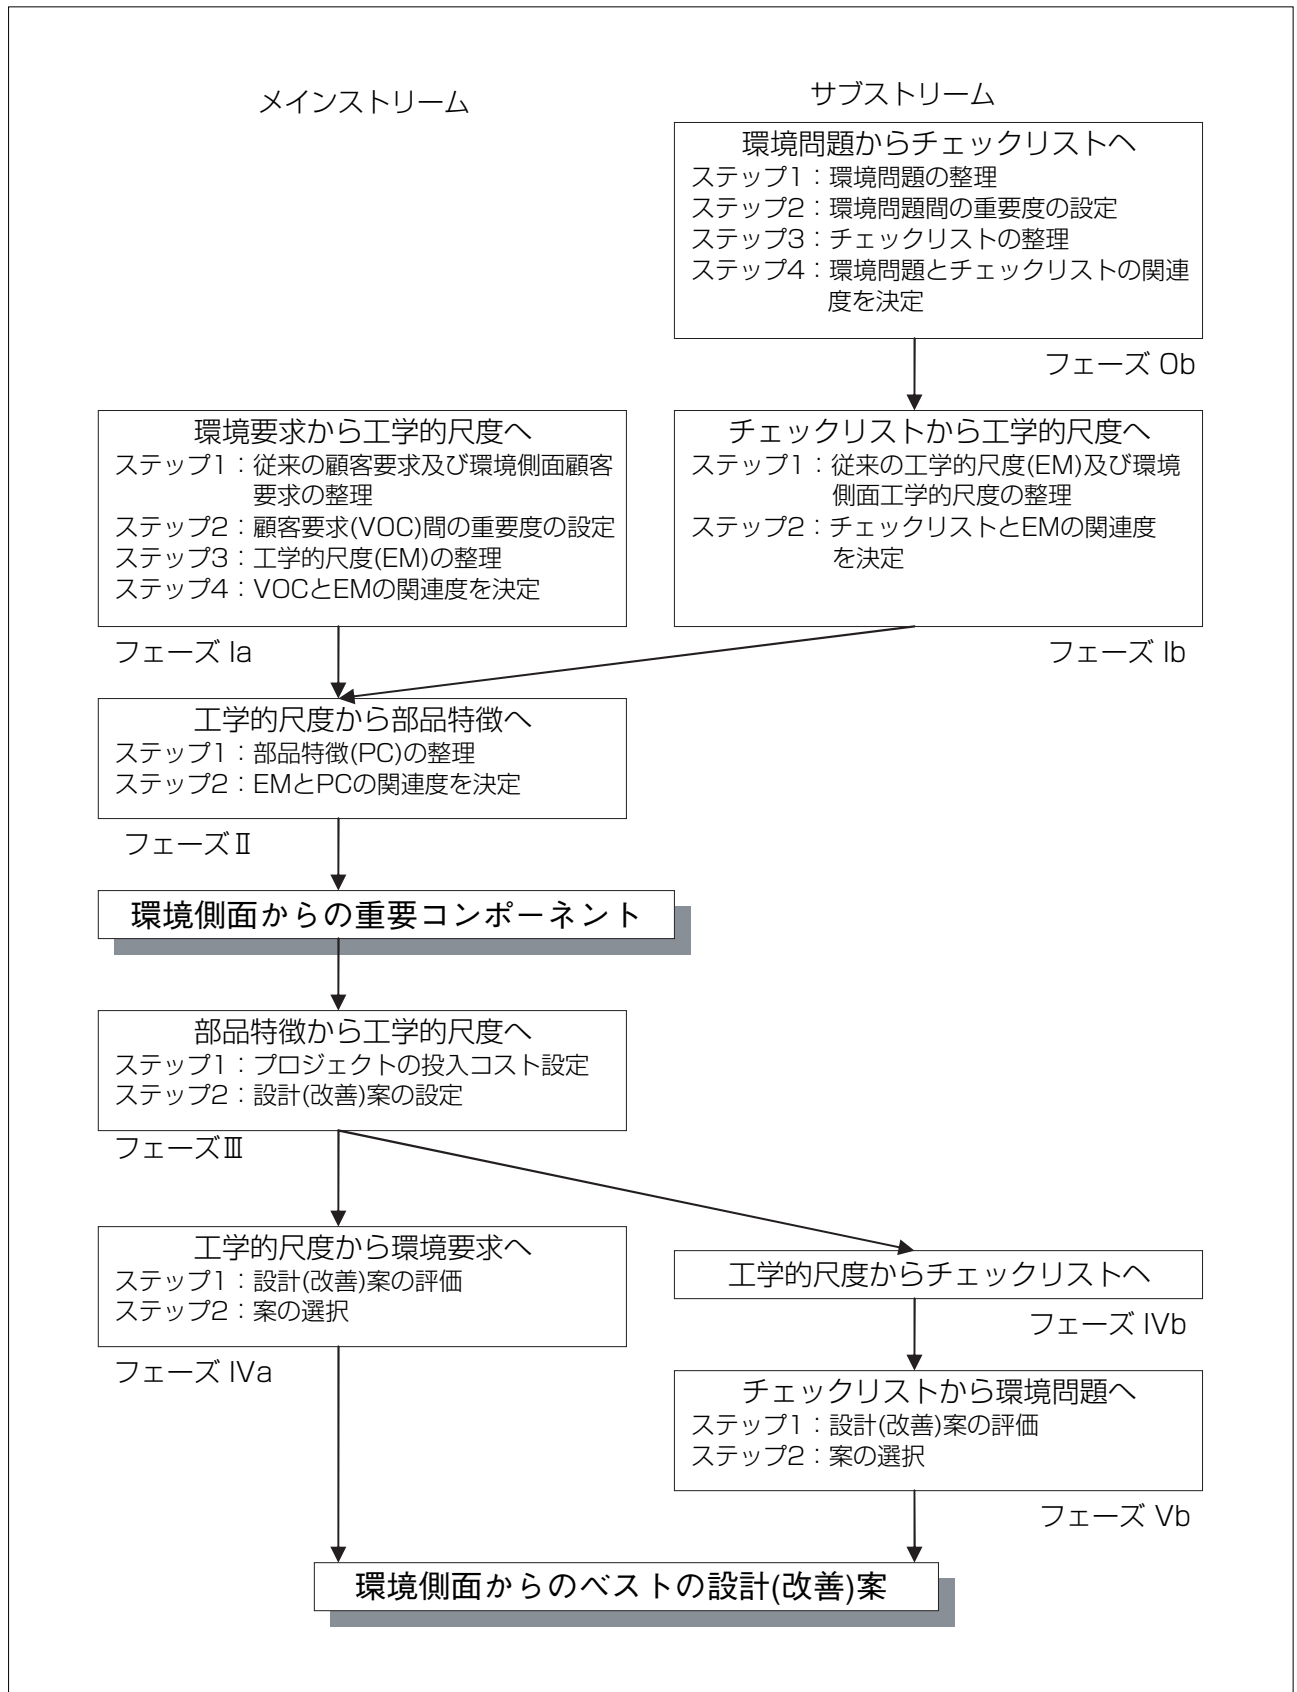 メインストリーム
サブストリーム
環境問題からチェックリストへ
ステップ1：環境問題の整理
ステップ2：環境問題間の重要度の設定
ステップ3：チェックリストの整理
ステップ4：環境問題とチェックリストの関連
度を決定
フェーズ 0b
環境要求から工学的尺度へ
ステップ1：従来の顧客要求及び環境側面顧客
要求の整理
ステップ2：顧客要求(VOC)間の重要度の設定
ステップ3：工学的尺度(EM)の整理
ステップ4：VOCとEMの関連度を決定
フェーズ Ia
チェックリストから工学的尺度へ
ステップ1：従来の工学的尺度(EM)及び環境
側面工学的尺度の整理
ステップ2：チェックリストとEMの関連度
を決定
フェーズ Ib
工学的尺度から部品特徴へ
ステップ1：部品特徴(PC)の整理
ステップ2：EMとPCの関連度を決定
フェーズⅡ
環境側面からの重要コンポーネント
部品特徴から工学的尺度へ
ステップ1：プロジェクトの投入コスト設定
ステップ2：設計(改善)案の設定
フェーズⅢ
工学的尺度から環境要求へ
ステップ1：設計(改善)案の評価
ステップ2：案の選択
フェーズ IVa
工学的尺度からチェックリストへ
フェーズ IVb
チェックリストから環境問題へ
ステップ1：設計(改善)案の評価
ステップ2：案の選択
フェーズ Vb
環境側面からのベストの設計(改善)案